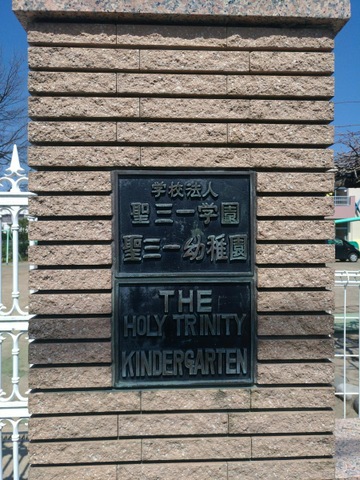 学校法人
聖三一学園
聖三一幼稚園
THE
HOLY TRINITY
KINDERGARTEN